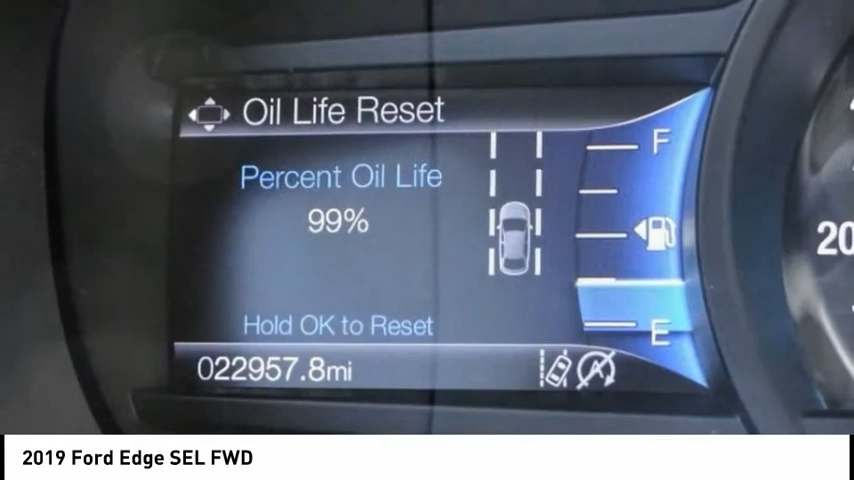 Oil Life Reset
F
Percent Oil Life
99%
20
Hold OK to Reset
E
022957.8mi
2019 Ford Edge SEL FWD